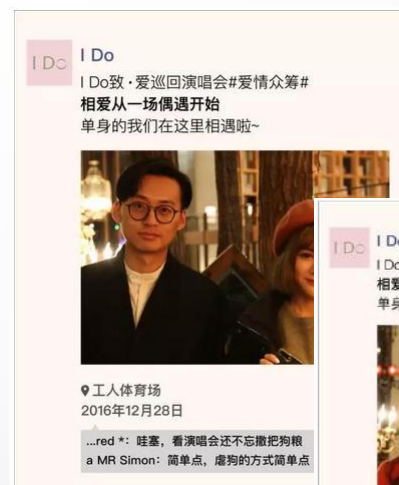 I Do
I Do
I Do致·爱巡回演唱会#爱情众筹#
相爱从一场偶遇开始
单身的我们在这里相遇啦~
工人体育场
2016年12月28日
...red *：哇塞，看演唱会还不忘撒把狗粮
a MR Simon：简单点，虐狗的方式简单点
I Do
I Do
I Do
相爱
单身